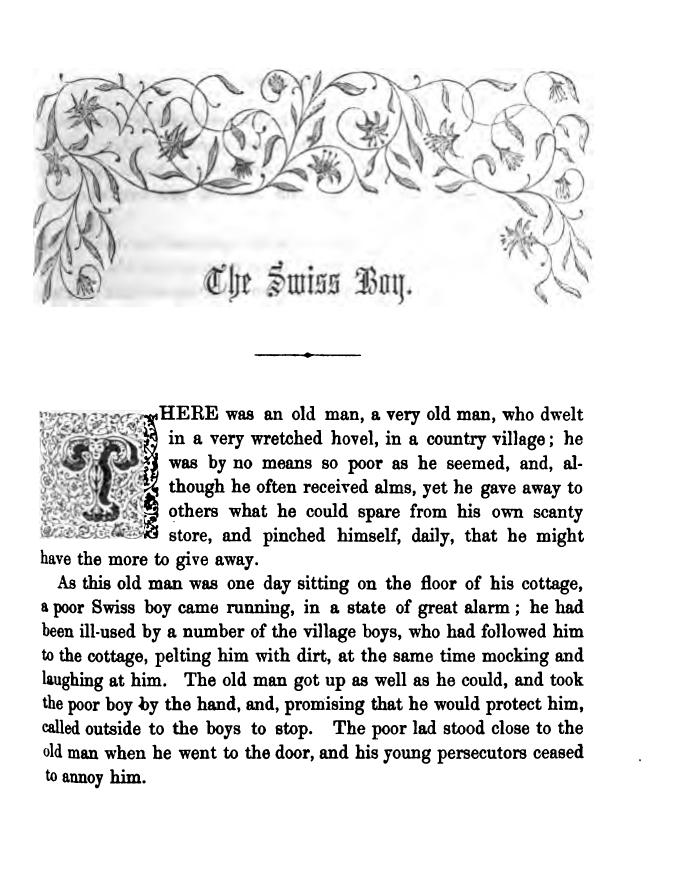 The Swiss Boy.
THERE was an old man, a very old man, who dwelt
in a very wretched hovel, in a country village; he
was by no means so poor as he seemed, and, al-
though he often received alms, yet he gave away to
others what he could spare from his own scanty
store, and pinched himself, daily, that he might
have the more to give away.
As this old man was one day sitting on the floor of his cottage,
a poor Swiss boy came running, in a state of great alarm; he had
been ill-used by a number of the village boys, who had followed him
to the cottage, pelting him with dirt, at the same time mocking and
laughing at him. The old man got up as well as he could, and took
the poor boy by the hand, and, promising that he would protect him,
called outside to the boys to stop. The poor lad stood close to the
old man when he went to the door, and his young persecutors ceased
to annoy him.